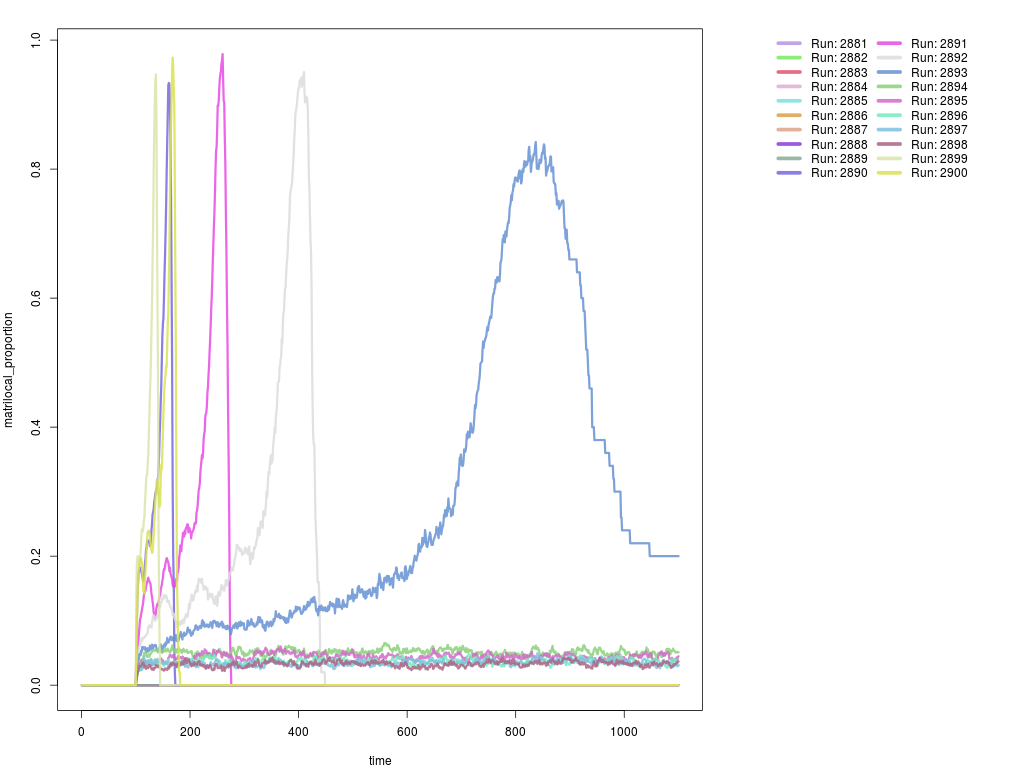 1.0
0.8
0.6
0.4
0.2
0.0
matrilocal_proportion
0 200 400 600 800 1000
time
Run: 2881 Run: 2891
Run: 2882 Run: 2892
Run: 2883 Run: 2893
Run: 2884 Run: 2894
Run: 2885 Run: 2895
Run: 2886 Run: 2896
Run: 2887 Run: 2897
Run: 2888 Run: 2898
Run: 2889 Run: 2899
Run: 2890 Run: 2900